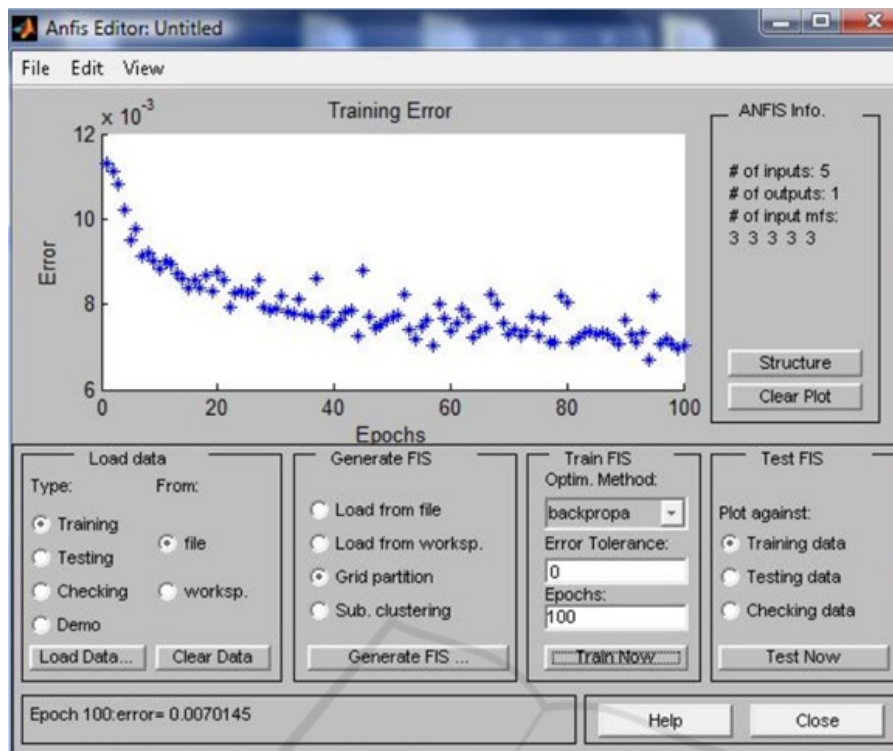 Anfis Editor: Untitled
File Edit View
x 10^-3
Training Error
12
10
8
6
Error
0 20 40 60 80 100
Epochs
ANFIS Info.
# of inputs: 5
# of outputs: 1
# of input mfs:
3 3 3 3 3
Structure
Clear Plot
Load data
Type: From:
Training
Testing
Checking
Demo
file
worksp.
Load Data... Clear Data
Generate FIS
Load from file
Load from worksp.
Grid partition
Sub. clustering
Generate FIS ...
Train FIS
Optim. Method:
backpropa
Error Tolerance:
0
Epochs:
100
Train Now
Test FIS
Plot against:
Training data
Testing data
Checking data
Test Now
Epoch 100:error= 0.0070145
Help Close